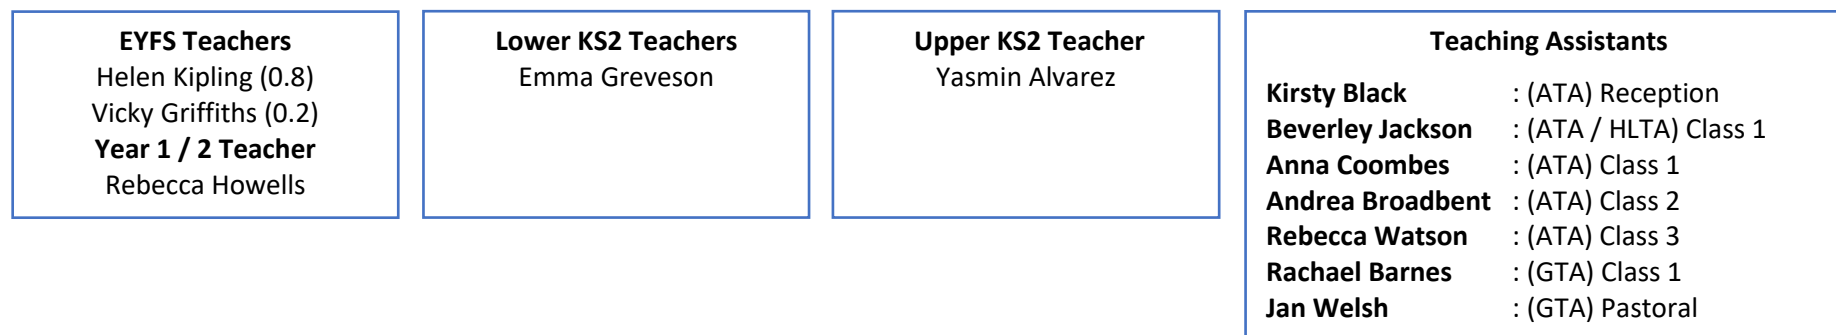 EYFS Teachers
Helen Kipling (0.8)
Vicky Griffiths (0.2)
Year 1 / 2 Teacher
Rebecca Howells
Lower KS2 Teachers
Emma Greveson
Upper KS2 Teacher
Yasmin Alvarez
Teaching Assistants
Kirsty Black : (ATA) Reception
Beverley Jackson : (ATA / HLTA) Class 1
Anna Coombes : (ATA) Class 1
Andrea Broadbent : (ATA) Class 2
Rebecca Watson : (ATA) Class 3
Rachael Barnes : (GTA) Class 1
Jan Welsh : (GTA) Pastoral